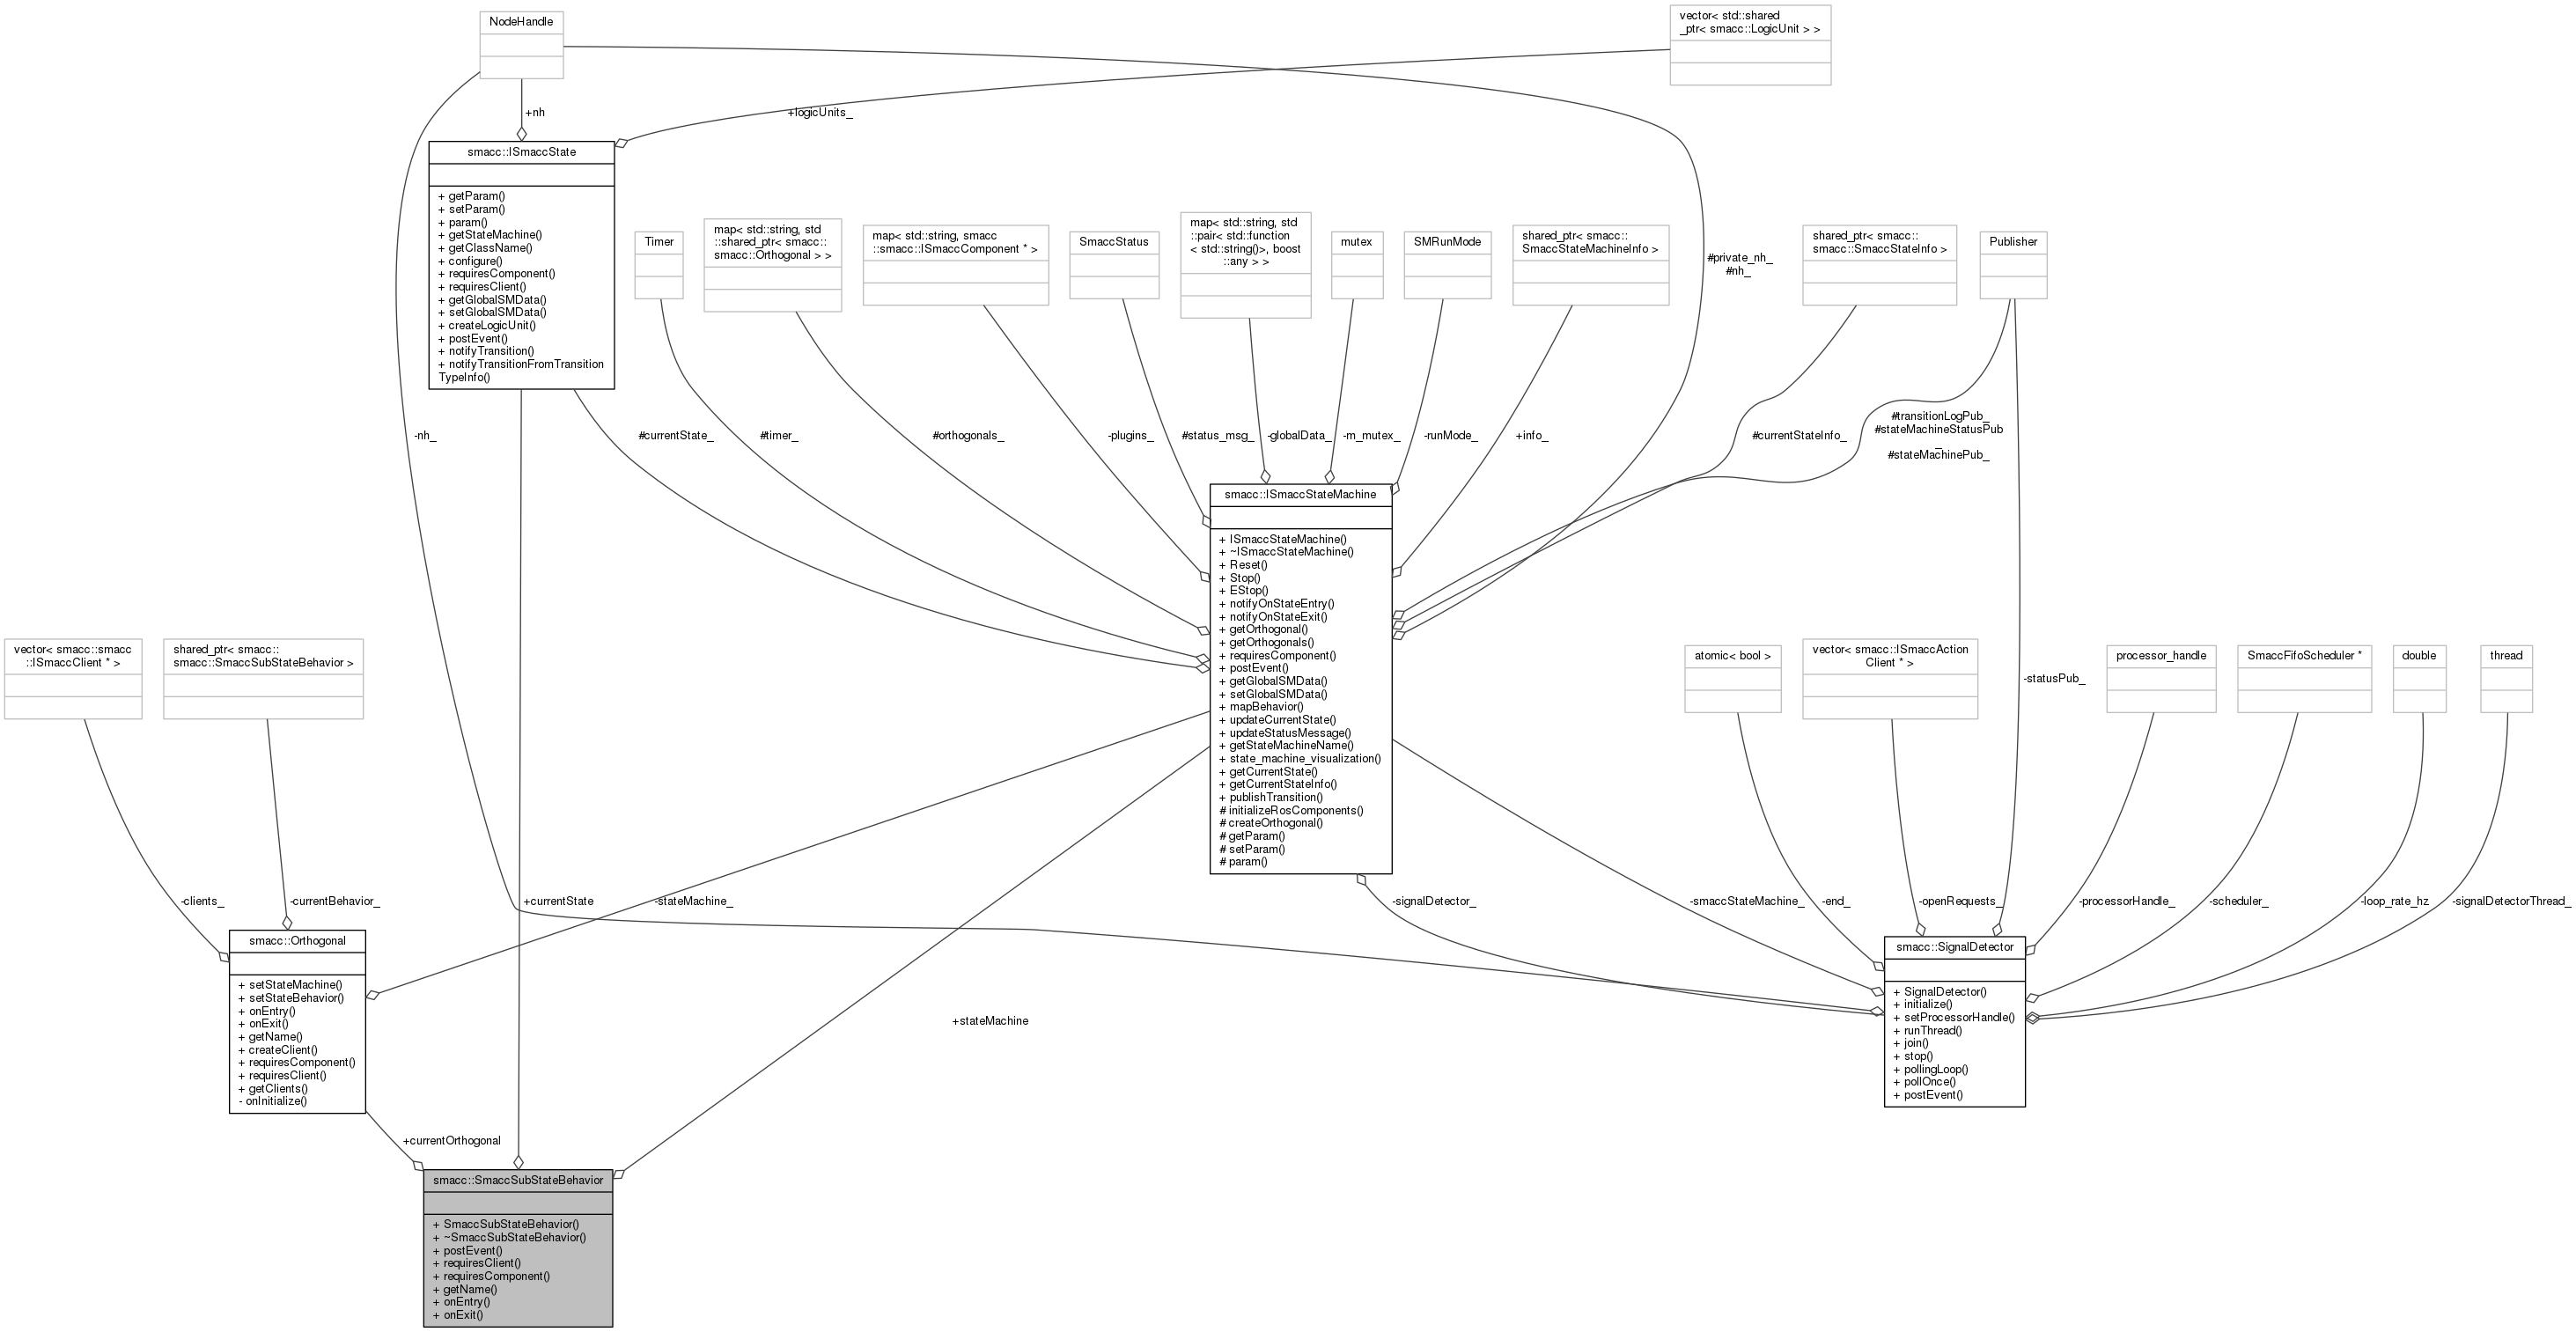 NodeHandle
vector< std::shared
_ptr< smacc::LogicUnit > >
+nh
+logicUnits_
smacc::ISmaccState
+ getParam()
+ setParam()
+ param()
+ getStateMachine()
+ getClassName()
+ configure()
+ requiresComponent()
+ requiresClient()
+ getGlobalSMData()
+ setGlobalSMData()
+ createLogicUnit()
+ postEvent()
+ notifyTransition()
+ notifyTransitionFromTransition
TypeInfo()
Timer
map< std::string, std
::shared_ptr< smacc::
smacc::Orthogonal > >
map< std::string, smacc
::smacc::ISmaccComponent * >
SmaccStatus
map< std::string, std
::pair< std::function
< std::string()>, boost
::any > >
mutex
SMRunMode
shared_ptr< smacc::
SmaccStateMachineInfo >
#private_nh_
#nh_
shared_ptr< smacc::
smacc::SmaccStateInfo >
Publisher
-nh_
#currentState_
#timer_
#orthogonals_
-plugins_
#status_msg_
-globalData_
-m_mutex_
-runMode_
+info_
#currentStateInfo_
#transitionLogPub_
#stateMachineStatusPub
_
#stateMachinePub_
smacc::ISmaccStateMachine
+ ISmaccStateMachine()
+ ~ISmaccStateMachine()
+ Reset()
+ Stop()
+ EStop()
+ notifyOnStateEntry()
+ notifyOnStateExit()
+ getOrthogonal()
+ getOrthogonals()
+ requiresComponent()
+ postEvent()
+ getGlobalSMData()
+ setGlobalSMData()
+ mapBehavior()
+ updateCurrentState()
+ updateStatusMessage()
+ getStateMachineName()
+ state_machine_visualization()
+ getCurrentState()
+ getCurrentStateInfo()
+ publishTransition()
# initializeRosComponents()
# createOrthogonal()
# getParam()
# setParam()
# param()
vector< smacc::smacc
::ISmaccClient * >
shared_ptr< smacc::
smacc::SmaccSubStateBehavior >
atomic< bool >
vector< smacc::ISmaccAction
Client * >
-statusPub_
processor_handle
SmaccFifoScheduler *
double
thread
-clients_
-currentBehavior_
+currentState
-stateMachine_
-signalDetector_
-smaccStateMachine_
-end_
-openRequests_
-processorHandle_
-scheduler_
-loop_rate_hz
-signalDetectorThread_
smacc::Orthogonal
+ setStateMachine()
+ setStateBehavior()
+ onEntry()
+ onExit()
+ getName()
+ createClient()
+ requiresComponent()
+ requiresClient()
+ getClients()
- onInitialize()
smacc::SignalDetector
+ SignalDetector()
+ initialize()
+ setProcessorHandle()
+ runThread()
+ join()
+ stop()
+ pollingLoop()
+ pollOnce()
+ postEvent()
+stateMachine
+currentOrthogonal
smacc::SmaccSubStateBehavior
+ SmaccSubStateBehavior()
+ ~SmaccSubStateBehavior()
+ postEvent()
+ requiresClient()
+ requiresComponent()
+ getName()
+ onEntry()
+ onExit()